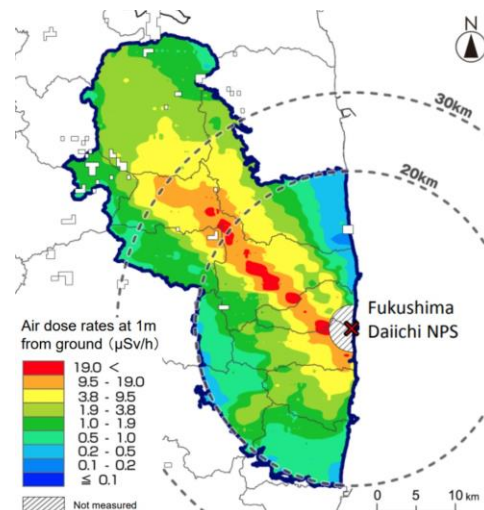 N
30km
20km
Fukushima
Daiichi NPS
Air dose rates at 1m
from ground (μSv/h)
19.0 <
9.5 - 19.0
3.8 - 9.5
1.9 - 3.8
1.0 - 1.9
0.5 - 1.0
0.2 - 0.5
0.1 - 0.2
≦ 0.1
Not measured
0 5 10 km